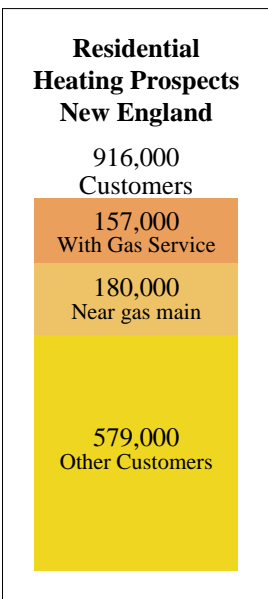 Residential
Heating Prospects
New England
916,000
Customers
157,000
With Gas Service
180,000
Near gas main
579,000
Other Customers